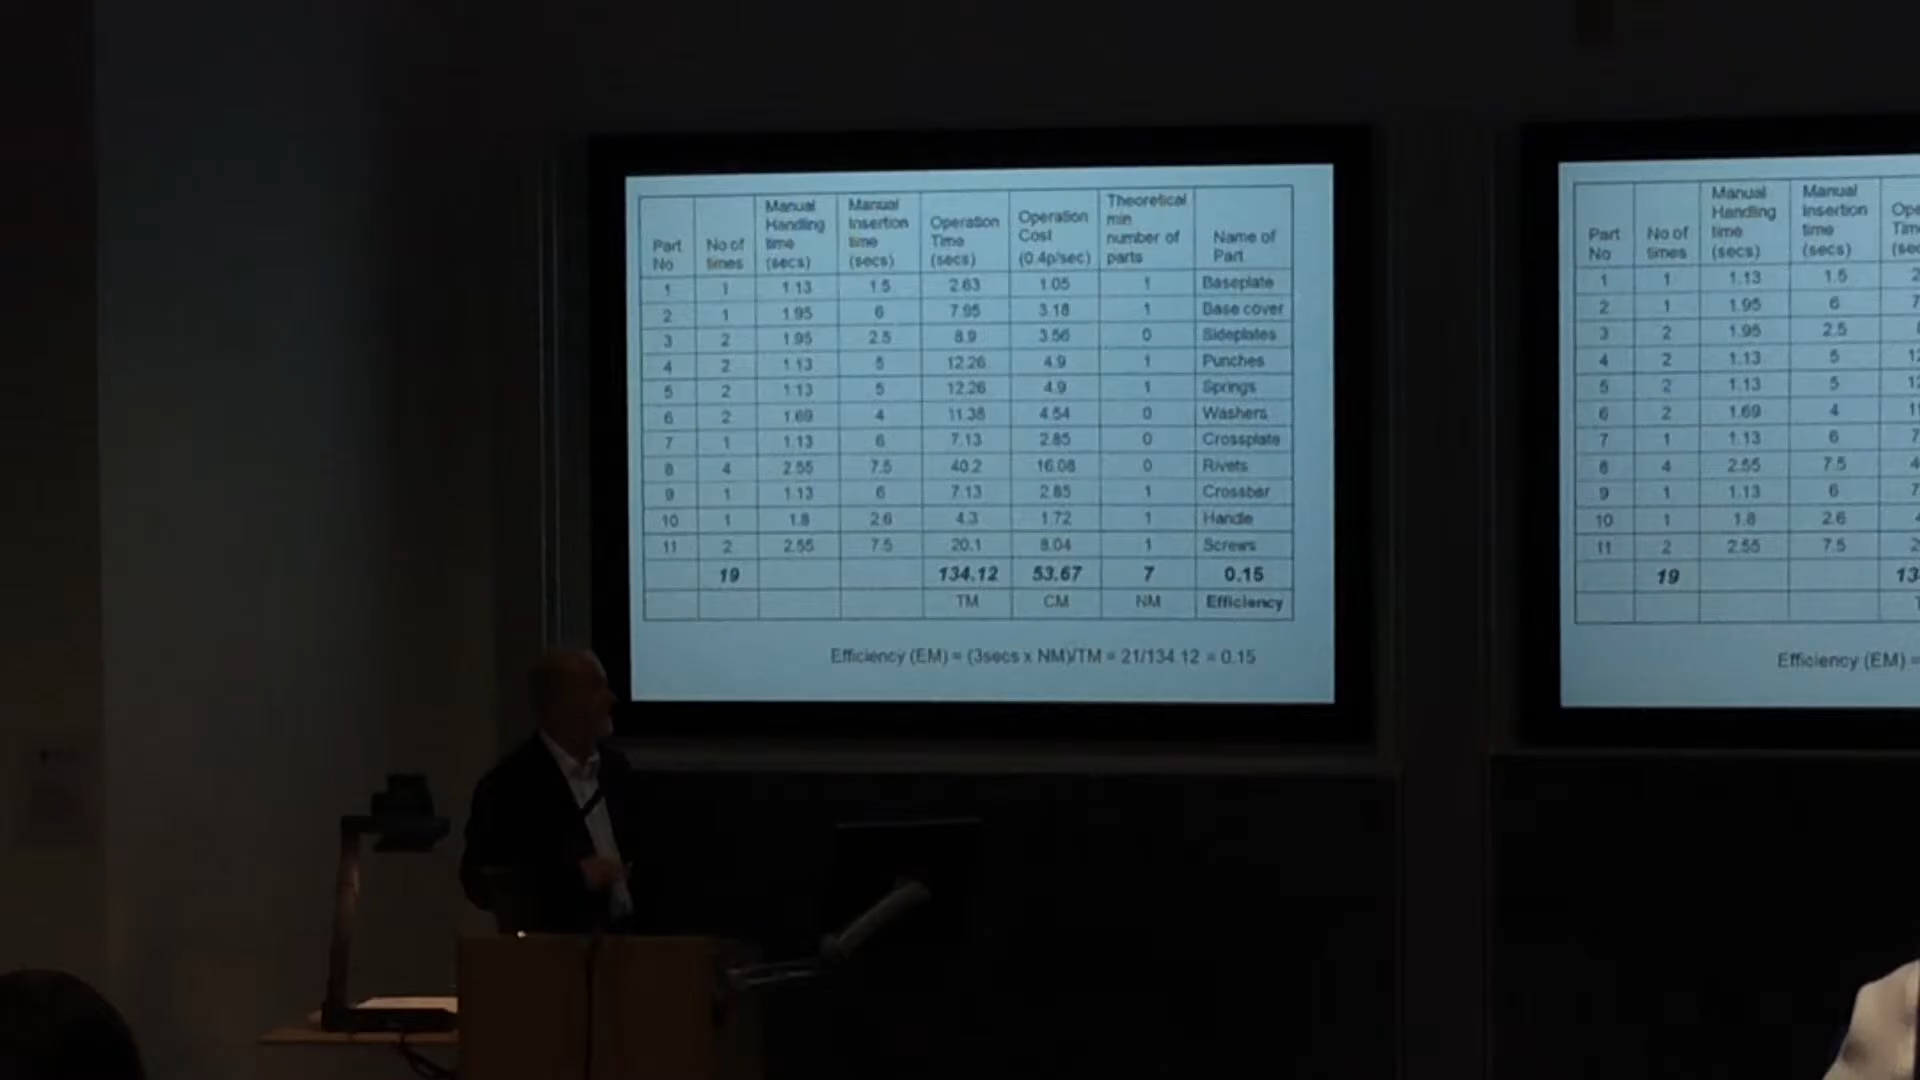 Part No | No of times | Manual Handling time (secs) | Manual Insertion time (secs) | Operation Time (secs) | Operation Cost (0.4p/sec) | Theoretical min number of parts | Name of Part
1 | 1 | 1.13 | 1.5 | 2.63 | 1.05 | 1 | Baseplate
2 | 1 | 1.95 | 6 | 7.95 | 3.18 | 1 | Base cover
3 | 2 | 1.95 | 2.5 | 8.9 | 3.56 | 0 | Sideplates
4 | 2 | 1.13 | 5 | 12.26 | 4.9 | 1 | Punches
5 | 2 | 1.13 | 5 | 12.26 | 4.9 | 1 | Springs
6 | 2 | 1.69 | 4 | 11.38 | 4.54 | 0 | Washers
7 | 1 | 1.13 | 6 | 7.13 | 2.85 | 0 | Crossplate
8 | 4 | 2.55 | 7.5 | 40.2 | 16.08 | 0 | Rivets
9 | 1 | 1.13 | 6 | 7.13 | 2.85 | 1 | Crossbar
10 | 1 | 1.8 | 2.6 | 4.3 | 1.72 | 1 | Handle
11 | 2 | 2.55 | 7.5 | 20.1 | 8.04 | 1 | Screws
19 | 134.12 | 53.67 | 7 | 0.15
TM | CM | NM | Efficiency
Efficiency (EM) = (3secs x NM)/TM = 21/134.12 = 0.15
Part No | No of times | Manual Handling time (secs) | Manual Insertion time (secs)
1 | 1 | 1.13 | 1.5
2 | 1 | 1.95 | 6
3 | 2 | 1.95 | 2.5
4 | 2 | 1.13 | 5
5 | 2 | 1.13 | 5
6 | 2 | 1.69 | 4
7 | 1 | 1.13 | 6
8 | 4 | 2.55 | 7.5
9 | 1 | 1.13 | 6
10 | 1 | 1.8 | 2.6
11 | 2 | 2.55 | 7.5
19
Efficiency (EM) =